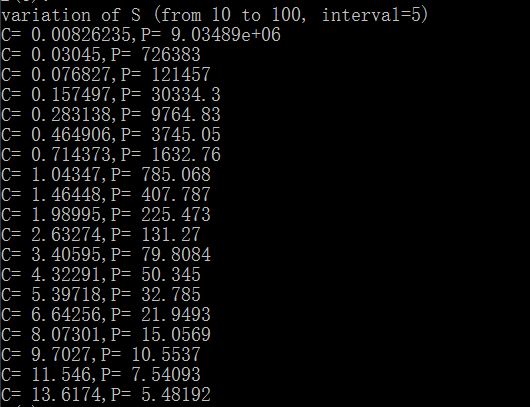 variation of S (from 10 to 100, interval=5)
C= 0.00826235,P= 9.03489e+06
C= 0.03045,P= 726383
C= 0.076827,P= 121457
C= 0.157497,P= 30334.3
C= 0.283138,P= 9764.83
C= 0.464906,P= 3745.05
C= 0.714373,P= 1632.76
C= 1.04347,P= 785.068
C= 1.46448,P= 407.787
C= 1.98995,P= 225.473
C= 2.63274,P= 131.27
C= 3.40595,P= 79.8084
C= 4.32291,P= 50.345
C= 5.39718,P= 32.785
C= 6.64256,P= 21.9493
C= 8.07301,P= 15.0569
C= 9.7027,P= 10.5537
C= 11.546,P= 7.54093
C= 13.6174,P= 5.48192